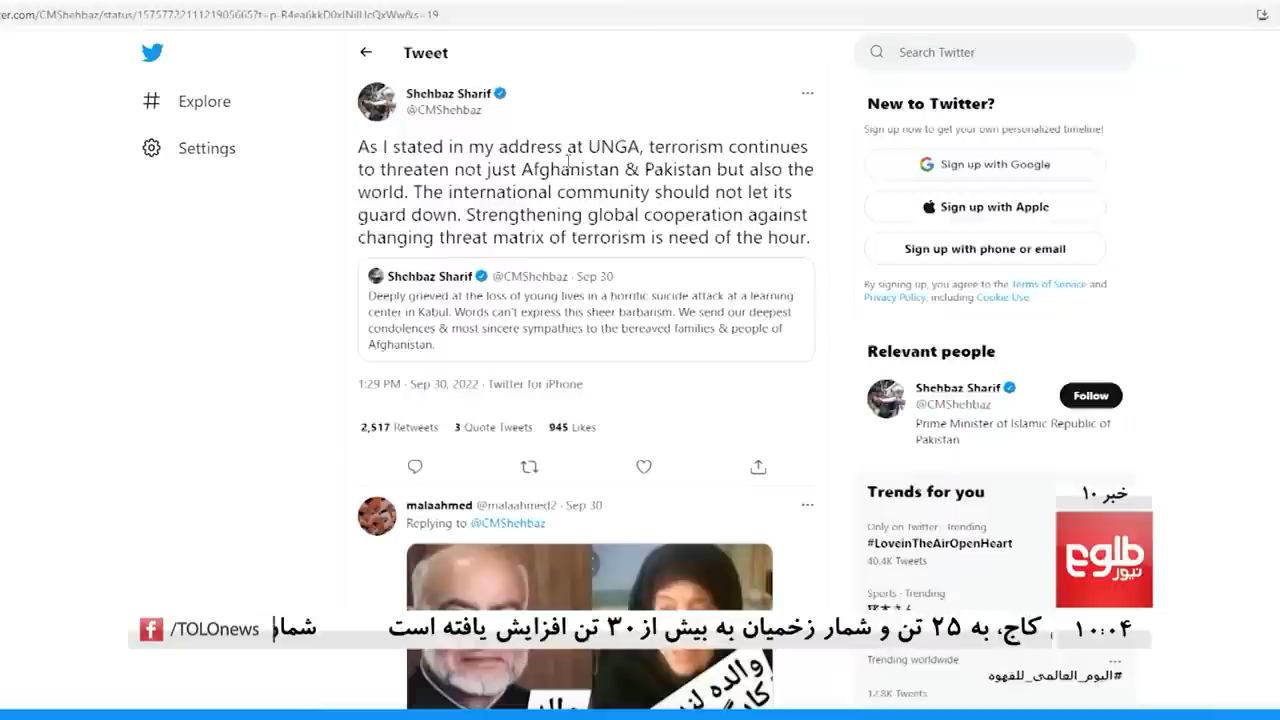 Tweet
Search Twitter
Explore
Settings
Shehbaz Sharif
@CMShehbaz
As I stated in my address at UNGA, terrorism continues
to threaten not just Afghanistan & Pakistan but also the
world. The international community should not let its
guard down. Strengthening global cooperation against
changing threat matrix of terrorism is need of the hour.
Shehbaz Sharif @CMShehbaz · Sep 30
Deeply grieved at the loss of young lives in a horrific suicide attack at a learning
center in Kabul. Words can't express this sheer barbarism. We send our deepest
condolences & most sincere sympathies to the bereaved families & people of
Afghanistan.
1:29 PM · Sep 30, 2022 · Twitter for iPhone
2,517 Retweets 3 Quote Tweets 945 Likes
malaahmed @malaahmed2 · Sep 30
Replying to @CMShehbaz
New to Twitter?
Sign up now to get your own personalized timeline!
Sign up with Google
Sign up with Apple
Sign up with phone or email
By signing up, you agree to the Terms of Service and
Privacy Policy, including Cookie Use.
Relevant people
Shehbaz Sharif
@CMShehbaz
Follow
Prime Minister of Islamic Republic of
Pakistan
Trends for you
Only on Twitter · Trending
#LoveinTheAirOpenHeart
40.4K Tweets
Sports · Trending
Trending worldwide
#اليوم_العالمي_للقهوه
12.8K Tweets
خبر ۱۰
طلوع
نیوز
/TOLOnews
کاج، به ۲۵ تن و شمار زخمیان به بیش از ۳۰ تن افزایش یافته است
شمار
۱۰:۰۴
والده